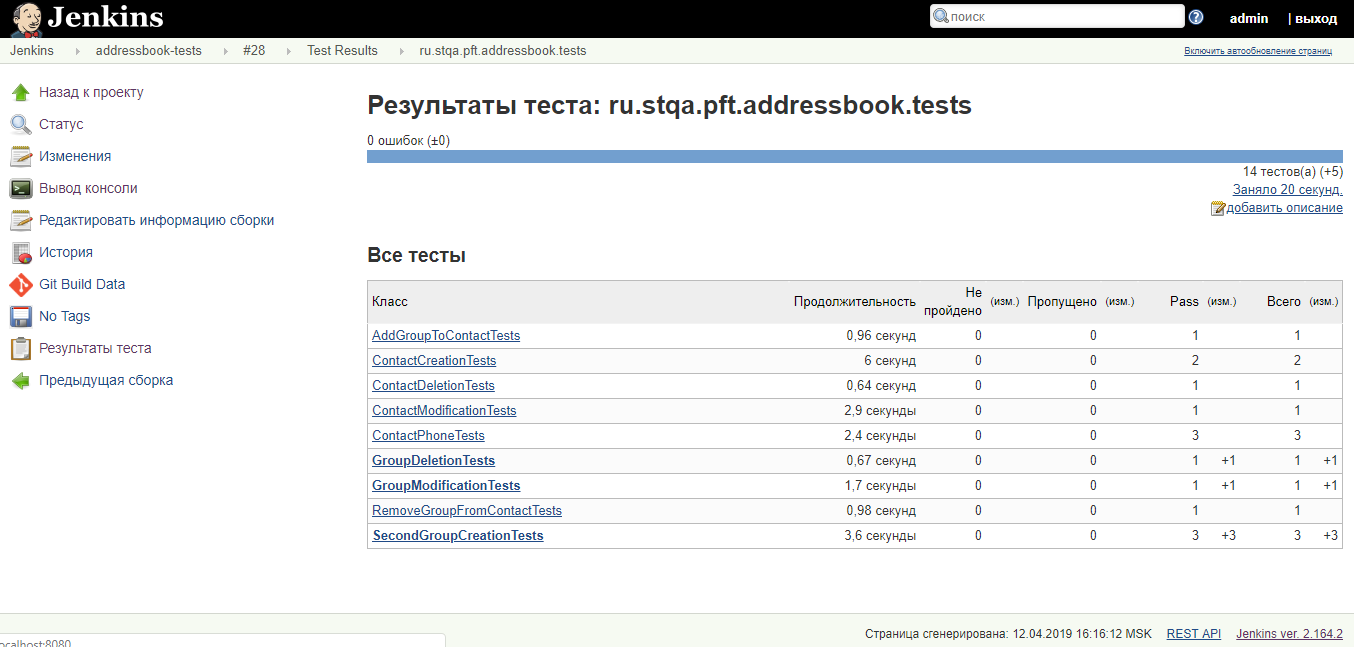 Jenkins
поиск
admin
| выход
Jenkins addressbook-tests #28 Test Results ru.stqa.pft.addressbook.tests
Включить автообновление страниц
Назад к проекту
Статус
Изменения
Вывод консоли
Редактировать информацию сборки
История
Git Build Data
No Tags
Результаты теста
Предыдущая сборка
Результаты теста: ru.stqa.pft.addressbook.tests
0 ошибок (±0)
14 тестов(а) (+5)
Заняло 20 секунд.
добавить описание
Все тесты
Класс Продолжительность Не пройдено (изм.) Пропущено (изм.) Pass (изм.) Всего (изм.)
AddGroupToContactTests 0,96 секунд 0 0 1 1
ContactCreationTests 6 секунд 0 0 2 2
ContactDeletionTests 0,64 секунд 0 0 1 1
ContactModificationTests 2,9 секунды 0 0 1 1
ContactPhoneTests 2,4 секунды 0 0 3 3
GroupDeletionTests 0,67 секунд 0 0 1 +1 1 +1
GroupModificationTests 1,7 секунды 0 0 1 +1 1 +1
RemoveGroupFromContactTests 0,98 секунд 0 0 1 1
SecondGroupCreationTests 3,6 секунды 0 0 3 +3 3 +3
Страница сгенерирована: 12.04.2019 16:16:12 MSK REST API Jenkins ver. 2.164.2
ocalhost:8080